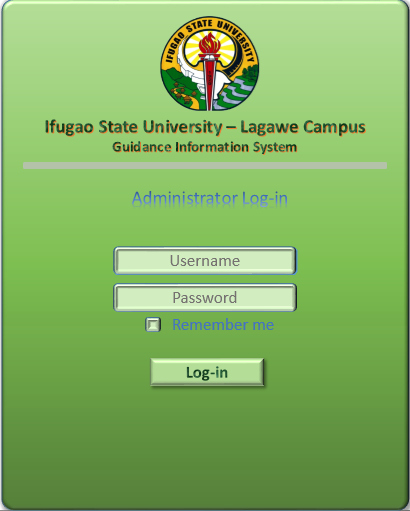 IFUGAO STATE UNIVERSITY
Ifugao State University – Lagawe Campus
Guidance Information System
Administrator Log-in
Username
Password
Remember me
Log-in